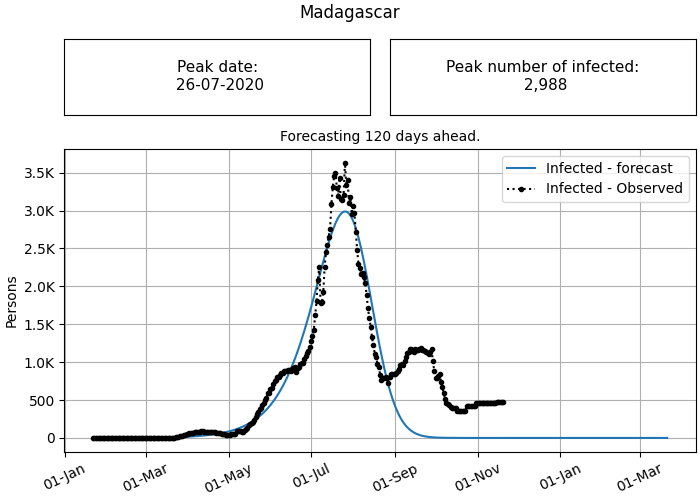 Madagascar
Peak date:
26-07-2020
Peak number of infected:
2,988
Forecasting 120 days ahead.
Infected - forecast
Infected - Observed
Persons
3.5K
3.0K
2.5K
2.0K
1.5K
1.0K
500
0
01-Jan
01-Mar
01-May
01-Jul
01-Sep
01-Nov
01-Jan
01-Mar